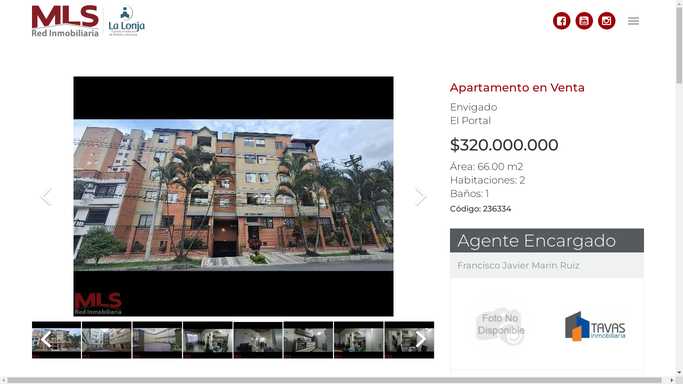 MLS
Red Inmobiliaria
La Lonja
Apartamento en Venta
Envigado
El Portal
$320.000.000
Área: 66.00 m2
Habitaciones: 2
Baños: 1
Código: 236334
Agente Encargado
Francisco Javier Marin Ruiz
MLS
Red Inmobiliaria
Foto No
Disponible
TAVAS
Inmobiliaria